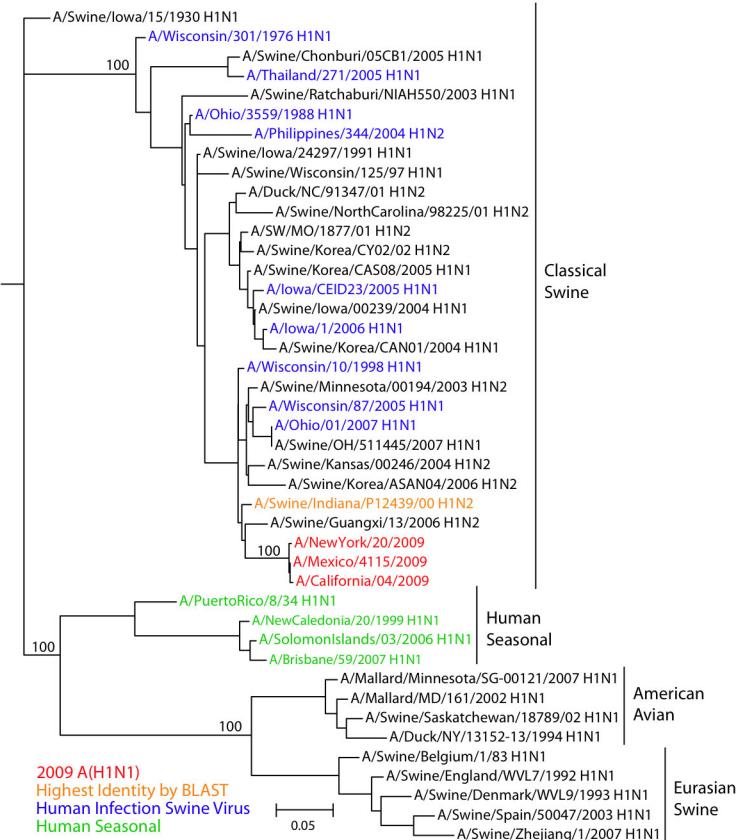 A/Swine/Iowa/15/1930 H1N1
A/Wisconsin/301/1976 H1N1
100
A/Swine/Chonburi/05CB1/2005 H1N1
A/Thailand/271/2005 H1N1
A/Swine/Ratchaburi/NIAH550/2003 H1N1
A/Ohio/3559/1988 H1N1
A/Philippines/344/2004 H1N2
A/Swine/Iowa/24297/1991 H1N1
A/Swine/Wisconsin/125/97 H1N1
A/Duck/NC/91347/01 H1N2
A/Swine/NorthCarolina/98225/01 H1N2
A/SW/MO/1877/01 H1N2
A/Swine/Korea/CY02/02 H1N2
A/Swine/Korea/CAS08/2005 H1N1
A/Iowa/CEID23/2005 H1N1
A/Swine/Iowa/00239/2004 H1N1
A/Iowa/1/2006 H1N1
A/Swine/Korea/CAN01/2004 H1N1
Classical
Swine
A/Wisconsin/10/1998 H1N1
A/Swine/Minnesota/00194/2003 H1N2
A/Wisconsin/87/2005 H1N1
A/Ohio/01/2007 H1N1
A/Swine/OH/511445/2007 H1N1
A/Swine/Kansas/00246/2004 H1N2
A/Swine/Korea/ASAN04/2006 H1N2
A/Swine/Indiana/P12439/00 H1N2
A/Swine/Guangxi/13/2006 H1N2
100
A/NewYork/20/2009
A/Mexico/4115/2009
A/California/04/2009
A/PuertoRico/8/34 H1N1
A/NewCaledonia/20/1999 H1N1
A/SolomonIslands/03/2006 H1N1
A/Brisbane/59/2007 H1N1
Human
Seasonal
100
A/Mallard/Minnesota/SG-00121/2007 H1N1
A/Mallard/MD/161/2002 H1N1
A/Swine/Saskatchewan/18789/02 H1N1
A/Duck/NY/13152-13/1994 H1N1
American
Avian
100
A/Swine/Belgium/1/83 H1N1
A/Swine/England/WVL7/1992 H1N1
A/Swine/Denmark/WVL9/1993 H1N1
A/Swine/Spain/50047/2003 H1N1
A/Swine/Zhejiang/1/2007 H1N1
Eurasian
Swine
2009 A(H1N1)
Highest Identity by BLAST
Human Infection Swine Virus
Human Seasonal
0.05